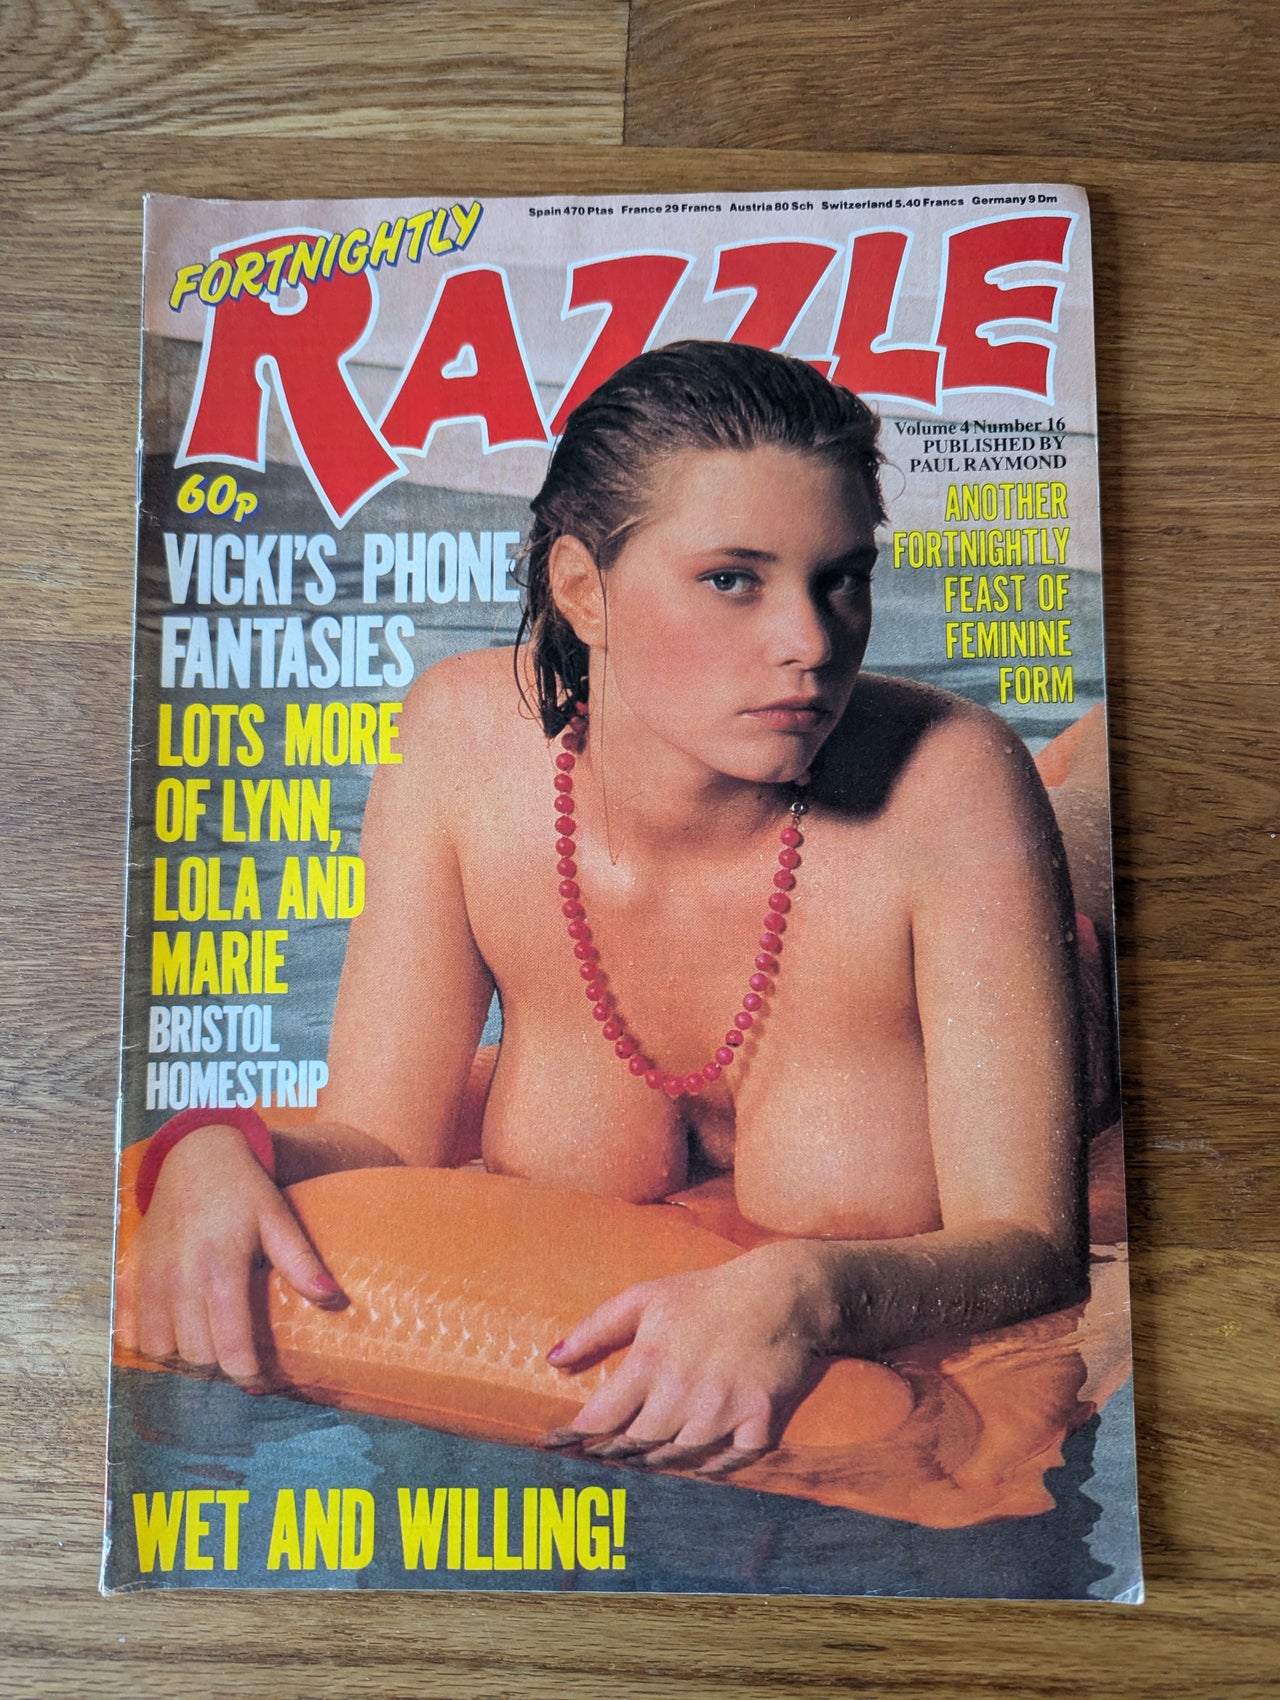 Spain 470 Ptas France 29 Francs Austria 80 Sch Switzerland 5.40 Francs Germany 9 Dm
FORTNIGHTLY
RAZZLE
60p
Volume 4 Number 16
PUBLISHED BY
PAUL RAYMOND
ANOTHER
FORTNIGHTLY
FEAST OF
FEMININE
FORM
VICKI'S PHONE
FANTASIES
LOTS MORE
OF LYNN,
LOLA AND
MARIE
BRISTOL
HOMESTRIP
WET AND WILLING!